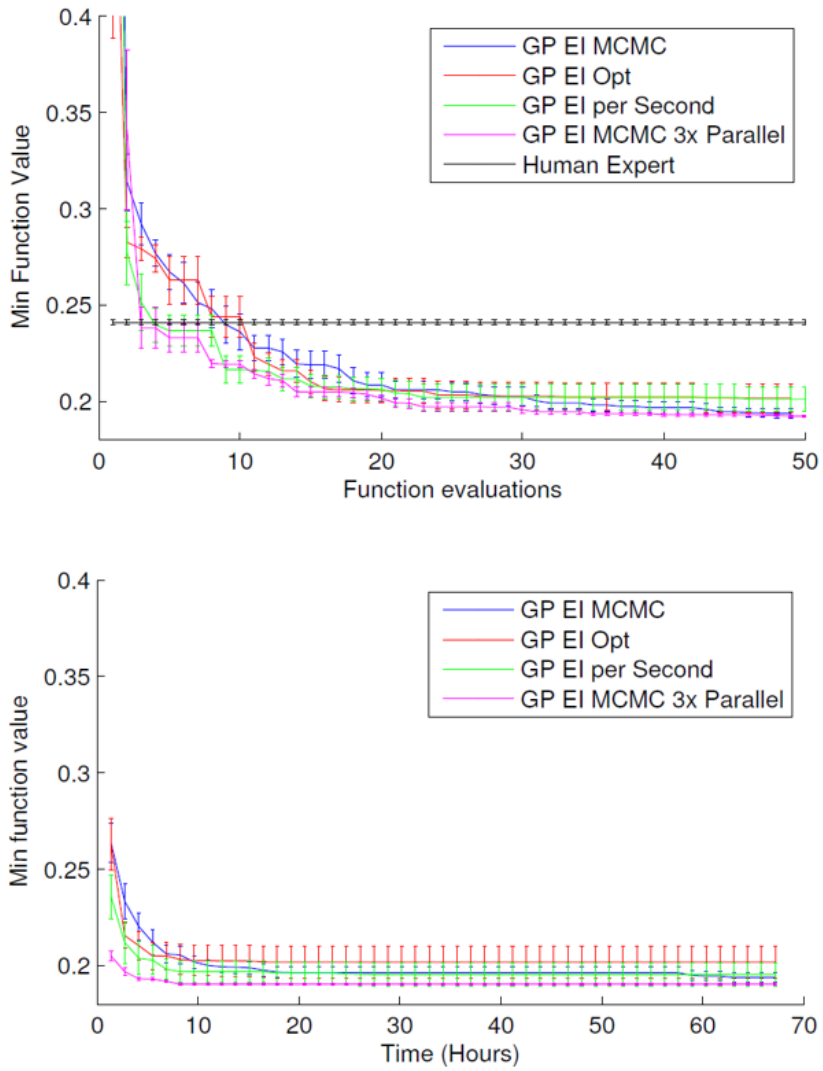 0.4
0.35
0.3
0.25
0.2
Min Function Value
GP EI MCMC
GP EI Opt
GP EI per Second
GP EI MCMC 3x Parallel
Human Expert
0 10 20 30 40 50
Function evaluations
0.4
0.35
0.3
0.25
0.2
Min function value
GP EI MCMC
GP EI Opt
GP EI per Second
GP EI MCMC 3x Parallel
0 10 20 30 40 50 60 70
Time (Hours)